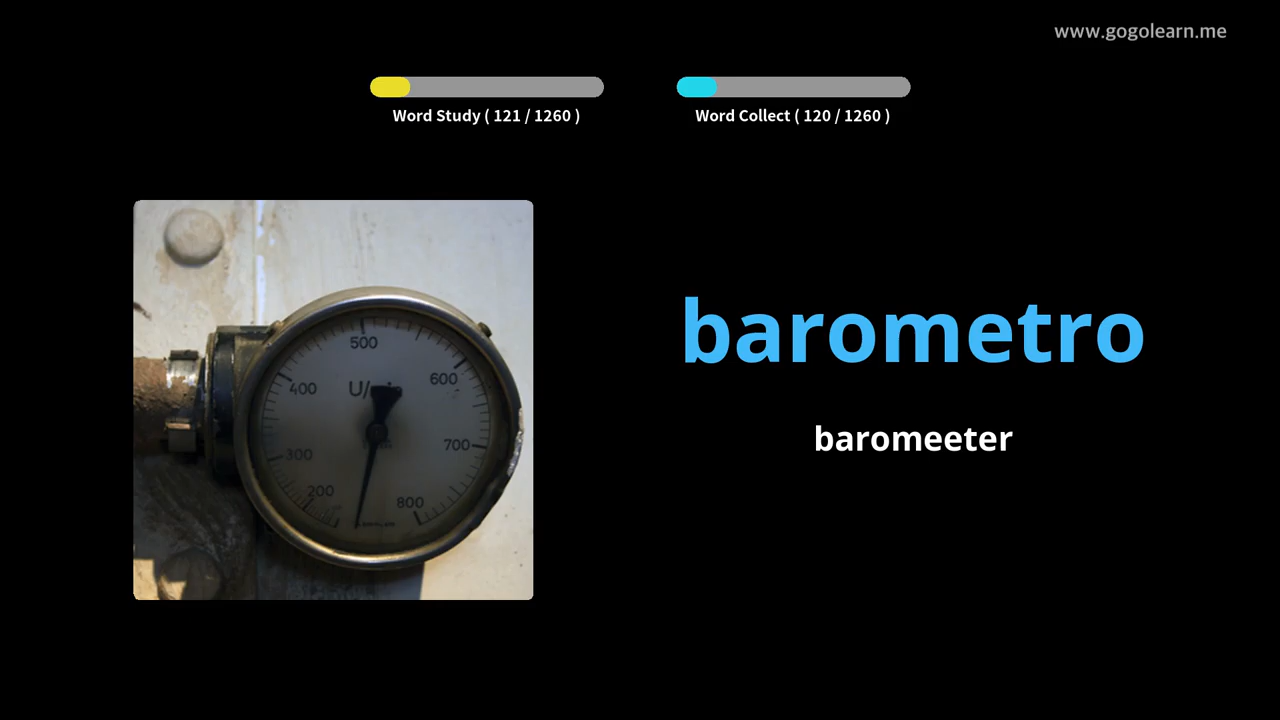 www.gogolearn.me
Word Study ( 121 / 1260 )
Word Collect ( 120 / 1260 )
barometro
baromeeter
500
400
600
300
700
200
800